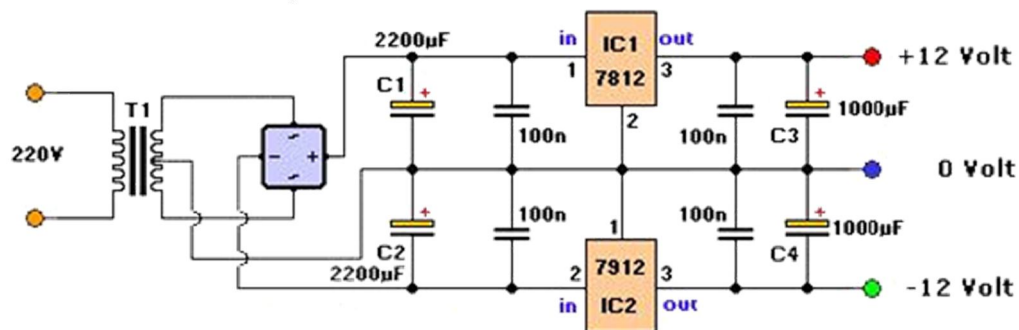 2200µF
in
IC1
out
C1
+
1
7812
3
+12 Volt
T1
+
1000µF
220V
- +
100n
2
100n
C3
0 Volt
+
100n
1
100n
+
1000µF
C2
2200µF
2
7912
3
C4
-12 Volt
in
IC2
out